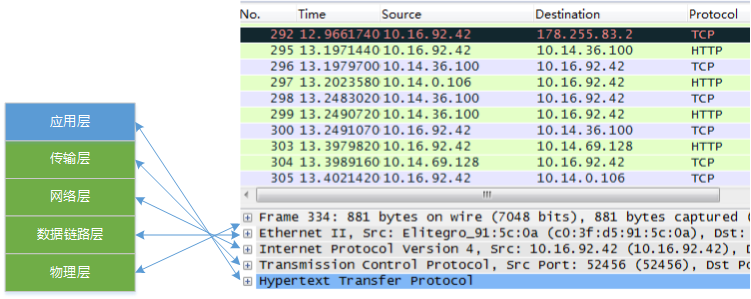 应用层
传输层
网络层
数据链路层
物理层
No. Time Source Destination Protocol
292 12.9661740 10.16.92.42 178.255.83.2 TCP
295 13.1971440 10.16.92.42 10.14.36.100 HTTP
296 13.1979700 10.14.36.100 10.16.92.42 TCP
297 13.2023580 10.14.0.106 10.16.92.42 HTTP
298 13.2483020 10.14.36.100 10.16.92.42 TCP
299 13.2490720 10.14.36.100 10.16.92.42 HTTP
300 13.2491070 10.16.92.42 10.14.36.100 TCP
303 13.3979820 10.16.92.42 10.14.69.128 HTTP
304 13.3989160 10.14.69.128 10.16.92.42 TCP
305 13.4021420 10.16.92.42 10.14.0.106 TCP
Frame 334: 881 bytes on wire (7048 bits), 881 bytes captured (
Ethernet II, Src: Elitegro_91:5c:0a (c0:3f:d5:91:5c:0a), Dst:
Internet Protocol Version 4, Src: 10.16.92.42 (10.16.92.42), D
Transmission Control Protocol, Src Port: 52456 (52456), Dst Po
Hypertext Transfer Protocol